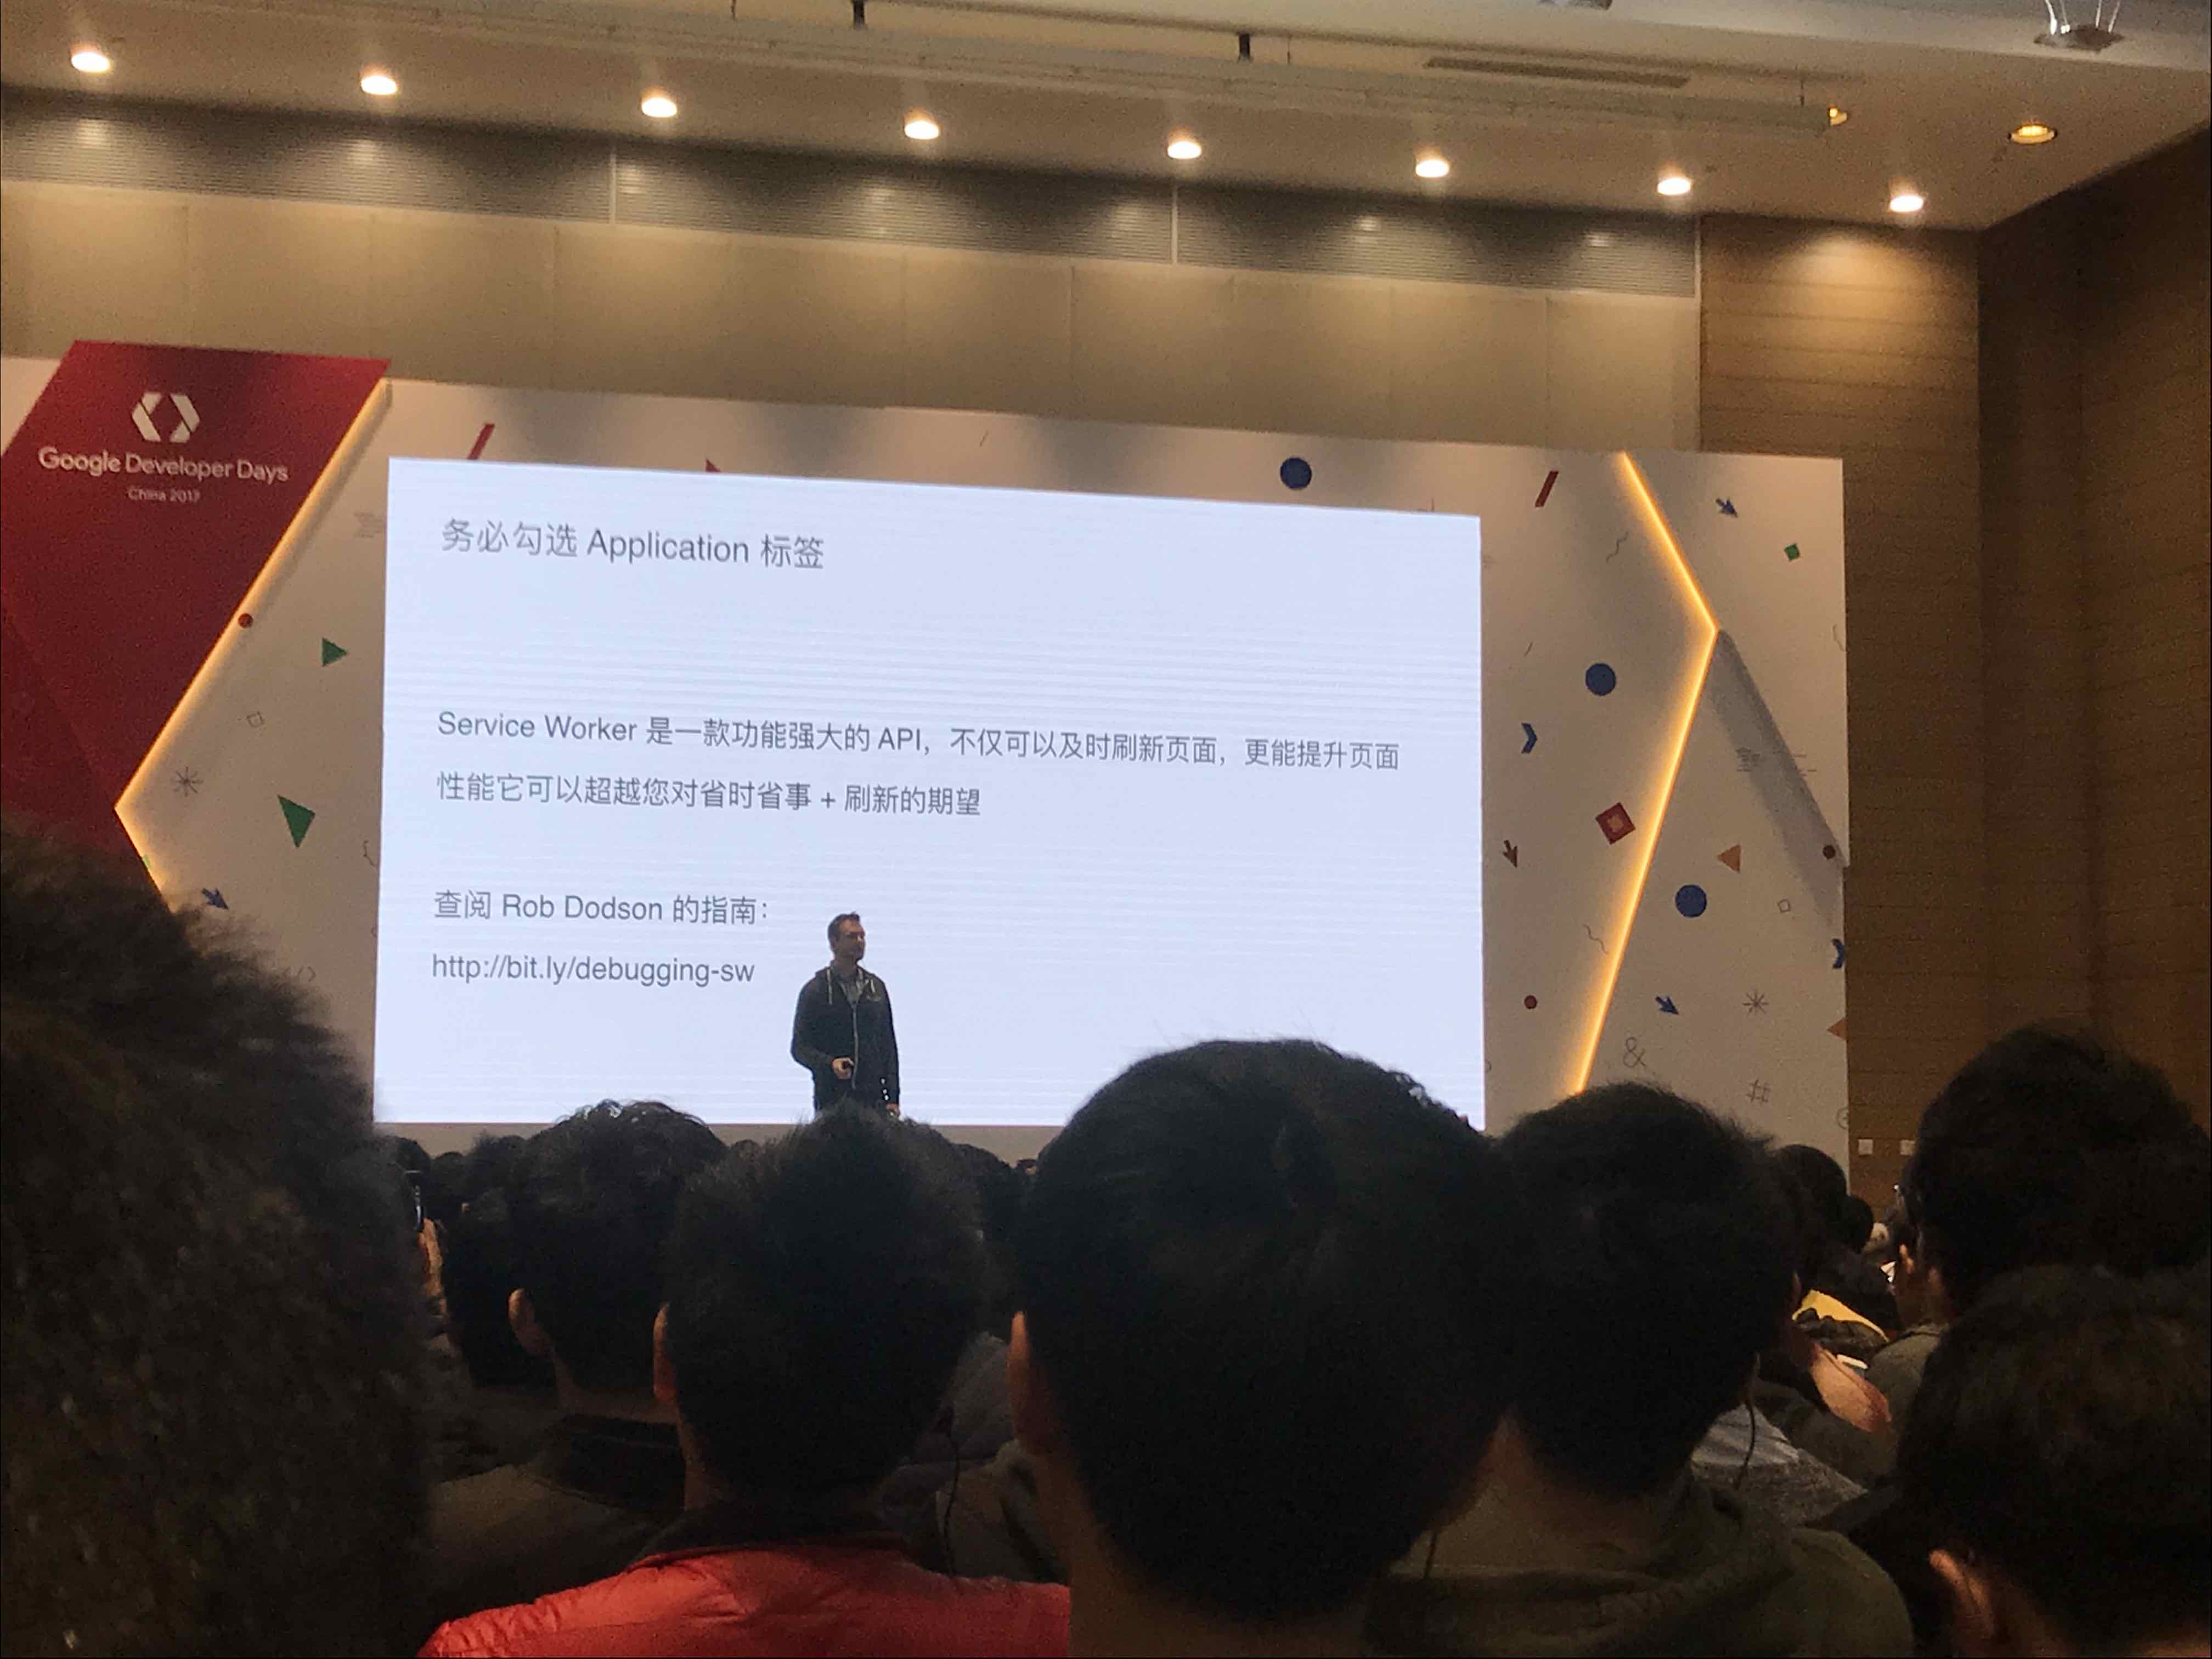 Google Developer Days
China 2017
务必勾选 Application 标签
Service Worker 是一款功能强大的 API，不仅可以及时刷新页面，更能提升页面
性能它可以超越您对省时省事 + 刷新的期望
查阅 Rob Dodson 的指南：
http://bit.ly/debugging-sw
&
#